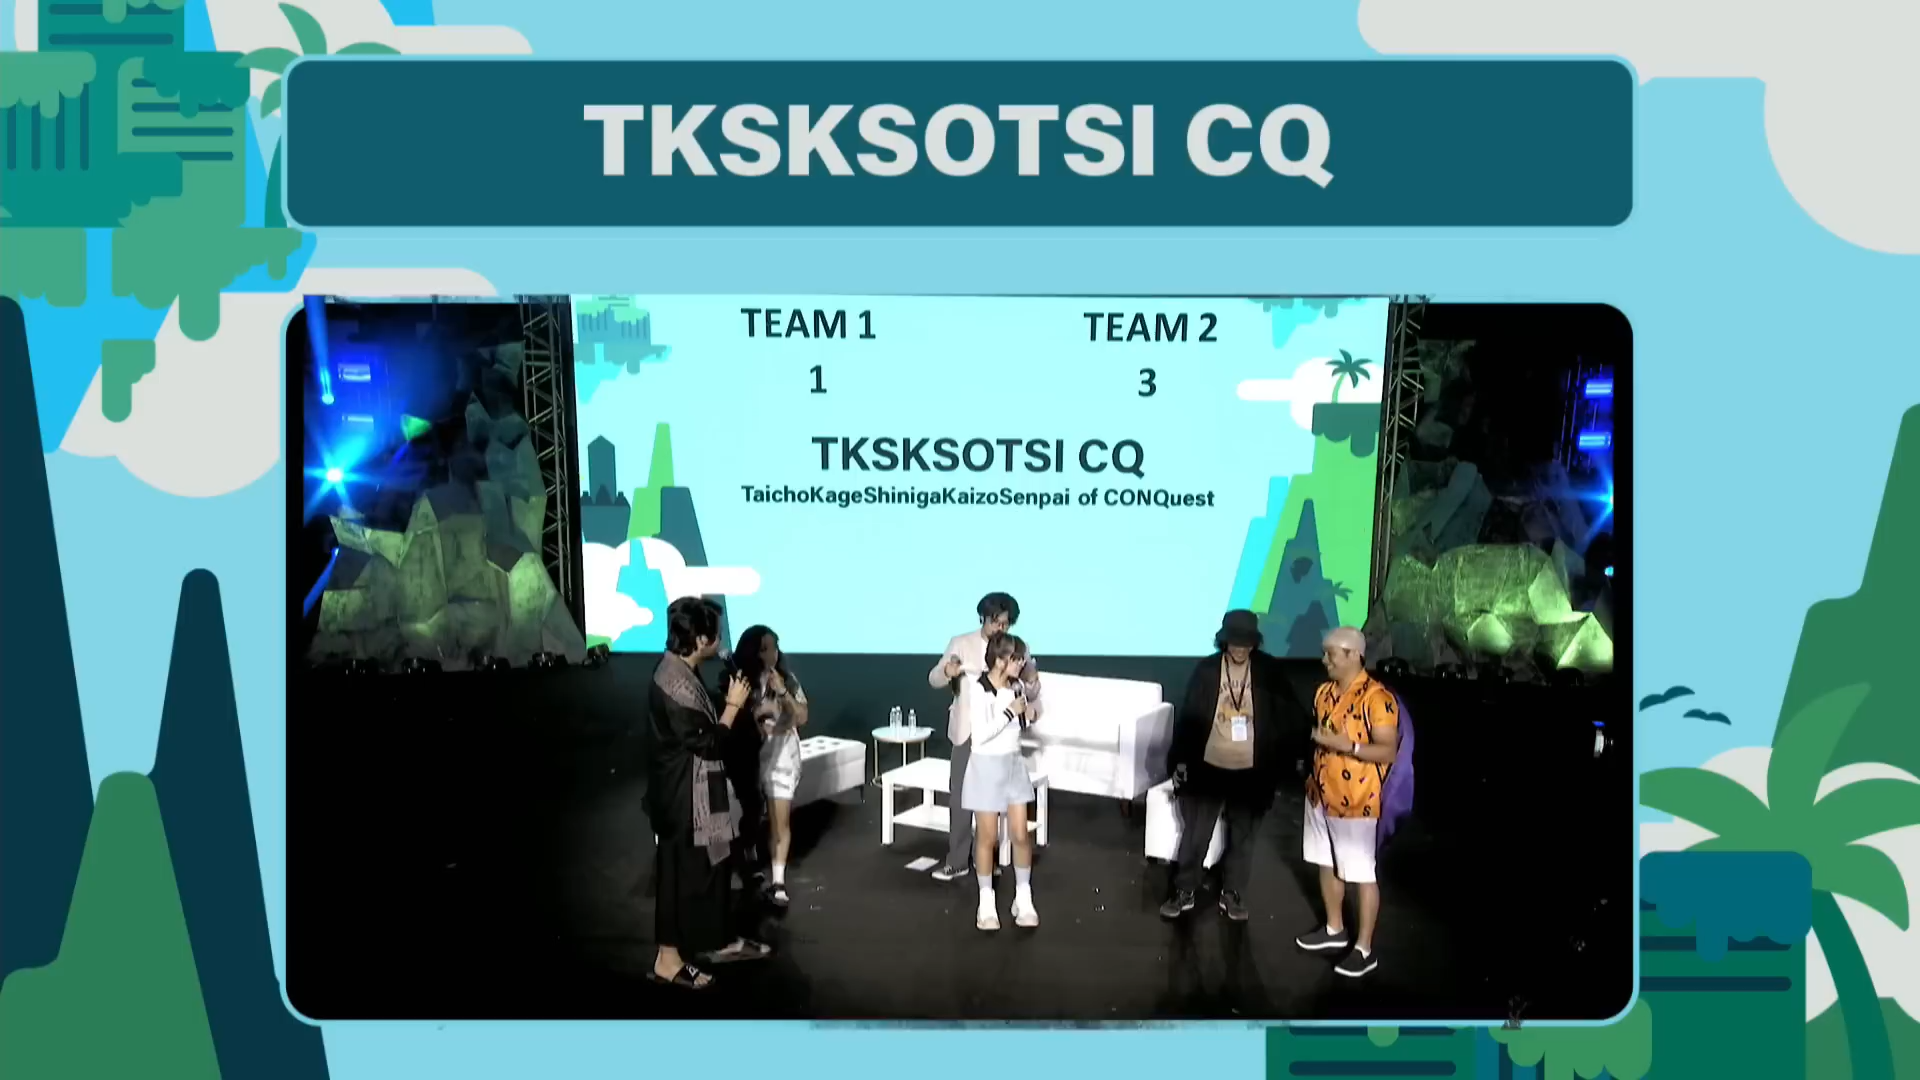 TKSKSOTSI CQ
TEAM 1
TEAM 2
1
3
TKSKSOTSI CQ
TaichoKageShinigaKaizoSenpai of CONQuest